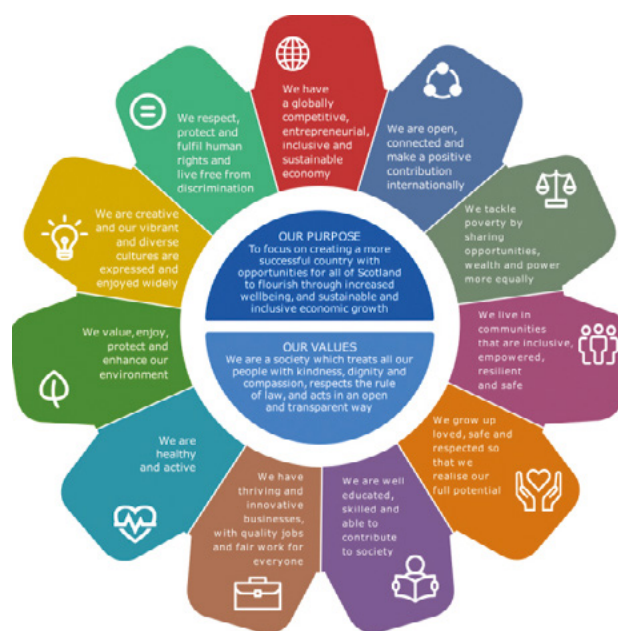 We have
a globally
competitive,
entrepreneurial,
inclusive and
sustainable
economy
We are open,
connected and
make a positive
contribution
internationally
We tackle
poverty by
sharing
opportunities,
wealth and power
more equally
We live in
communities
that are inclusive,
empowered,
resilient
and safe
We grow up
loved, safe and
respected so
that we
realise our
full potential
We are well
educated,
skilled and
able to
contribute
to society
We have
thriving and
innovative
businesses,
with quality jobs
and fair work for
everyone
We are
healthy
and active
We value, enjoy,
protect and
enhance our
environment
We are creative
and our vibrant
and diverse
cultures are
expressed and
enjoyed widely
We respect,
protect and
fulfil human
rights and
live free from
discrimination
OUR PURPOSE
To focus on creating a more
successful country with
opportunities for all of Scotland
to flourish through increased
wellbeing, and sustainable and
inclusive economic growth
OUR VALUES
We are a society which treats all our
people with kindness, dignity and
compassion, respects the rule
of law, and acts in an open
and transparent way